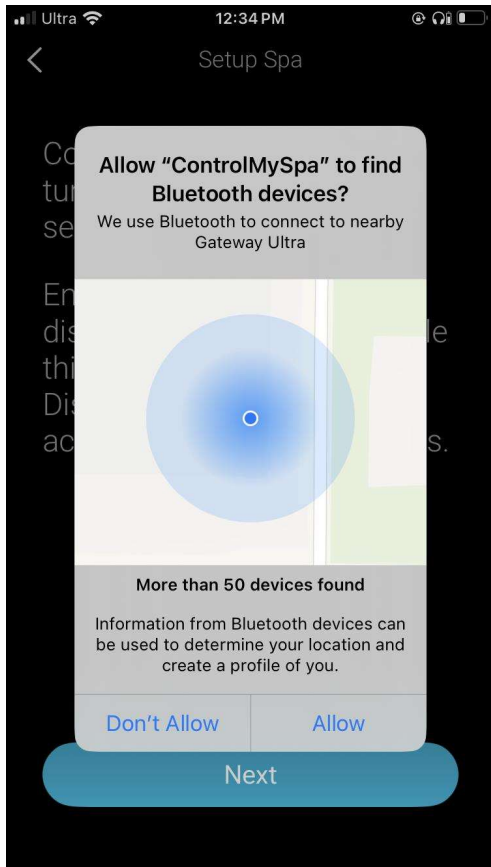 Ultra 12:34 PM
Setup Spa
Allow “ControlMySpa” to find
Bluetooth devices?
We use Bluetooth to connect to nearby
Gateway Ultra
More than 50 devices found
Information from Bluetooth devices can
be used to determine your location and
create a profile of you.
Don’t Allow Allow
Next